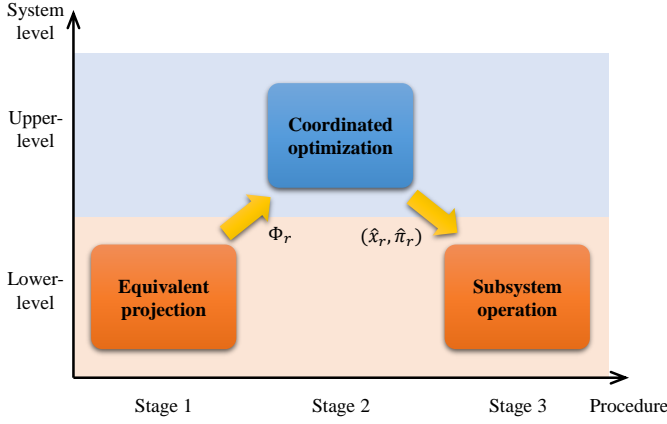 System
level
Upper-
level
Coordinated
optimization
Φ_r
(x̂_r, π̂_r)
Lower-
level
Equivalent
projection
Subsystem
operation
Stage 1
Stage 2
Stage 3
Procedure